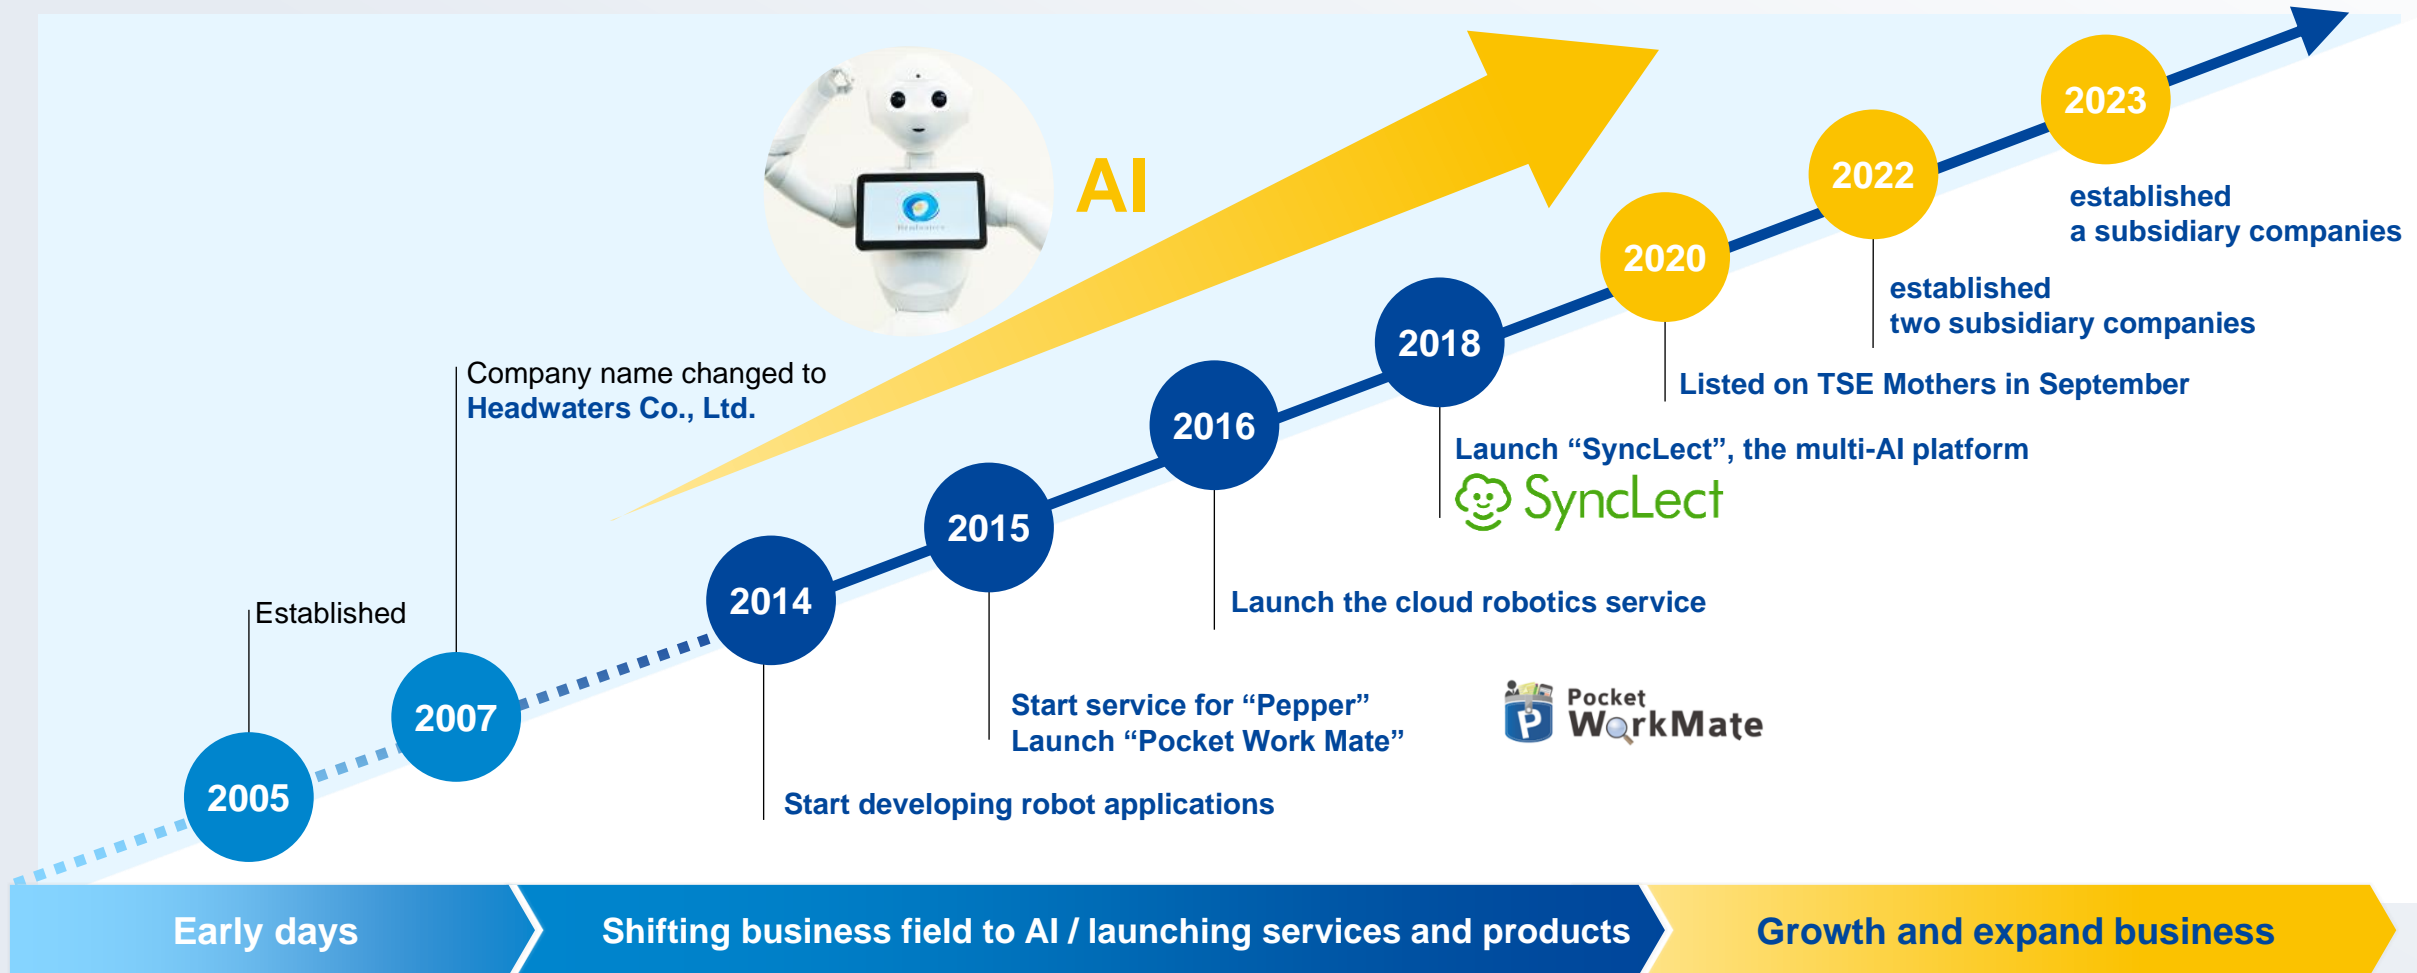 AI
2023
established
a subsidiary companies
2022
established
two subsidiary companies
2020
Listed on TSE Mothers in September
2018
Launch “SyncLect”, the multi-AI platform
SyncLect
2016
Launch the cloud robotics service
2015
Start service for “Pepper”
Launch “Pocket Work Mate”
Pocket
WorkMate
2014
Start developing robot applications
Company name changed to
Headwaters Co., Ltd.
2007
Established
2005
Headwaters
Early days
Shifting business field to AI / launching services and products
Growth and expand business